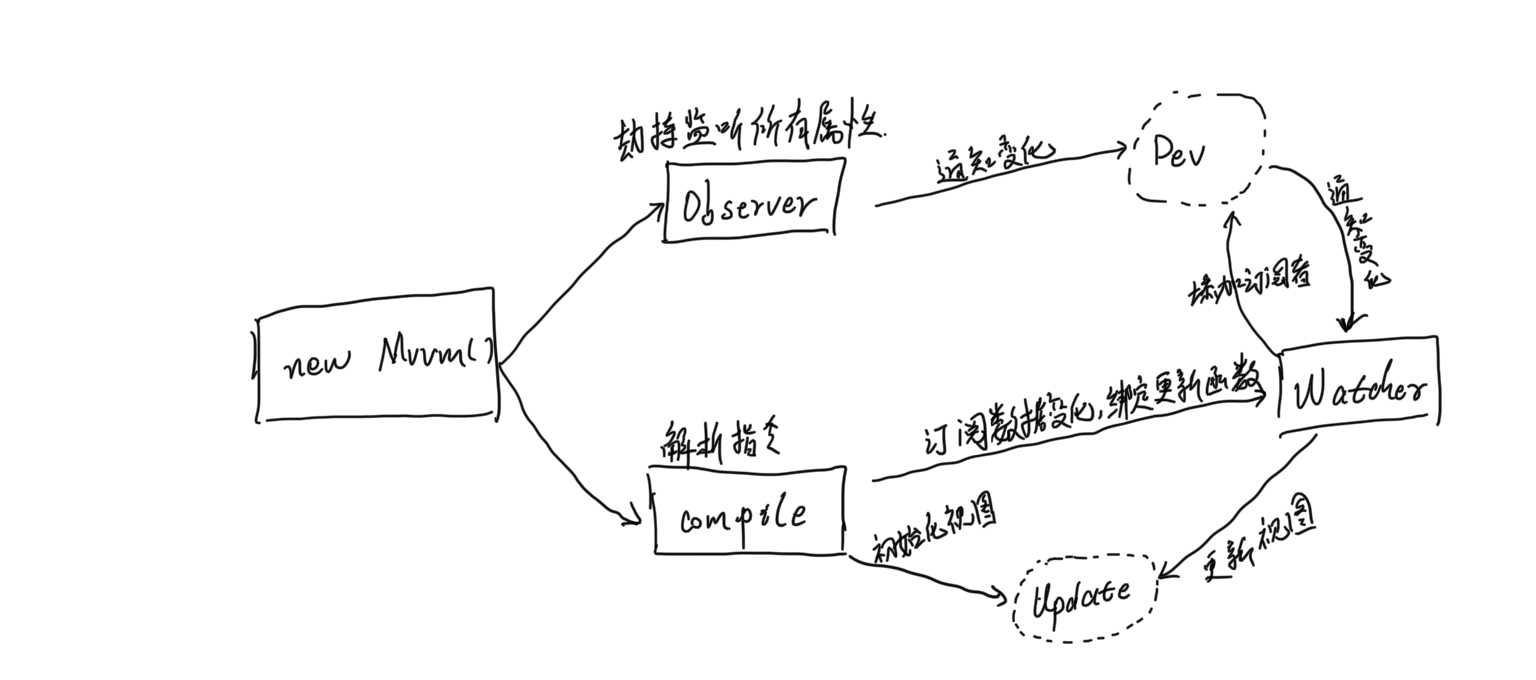 劫持监听所有属性.
Observer
通知变化
Dev
通知变化
添加订阅者
new Mvvm()
Watcher
订阅数据变化,绑定更新函数
解析指令
compile
初始化视图
更新视图
Update